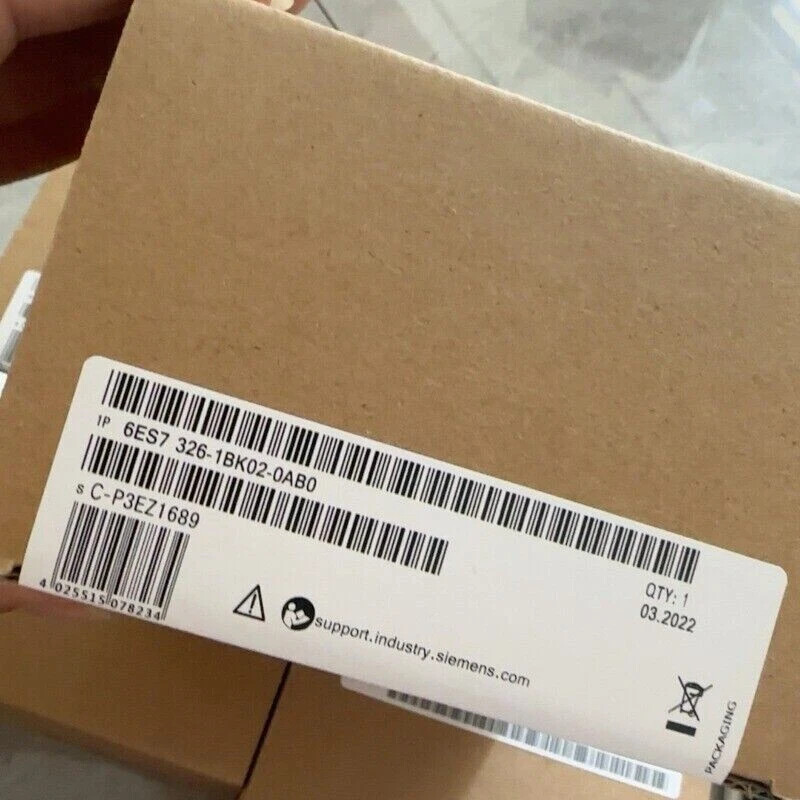 1P 6ES7 326-1BK02-0AB0
S C-P3EZ1689
4 025515 078234
QTY: 1
03.2022
support.industry.siemens.com
PACKAGING